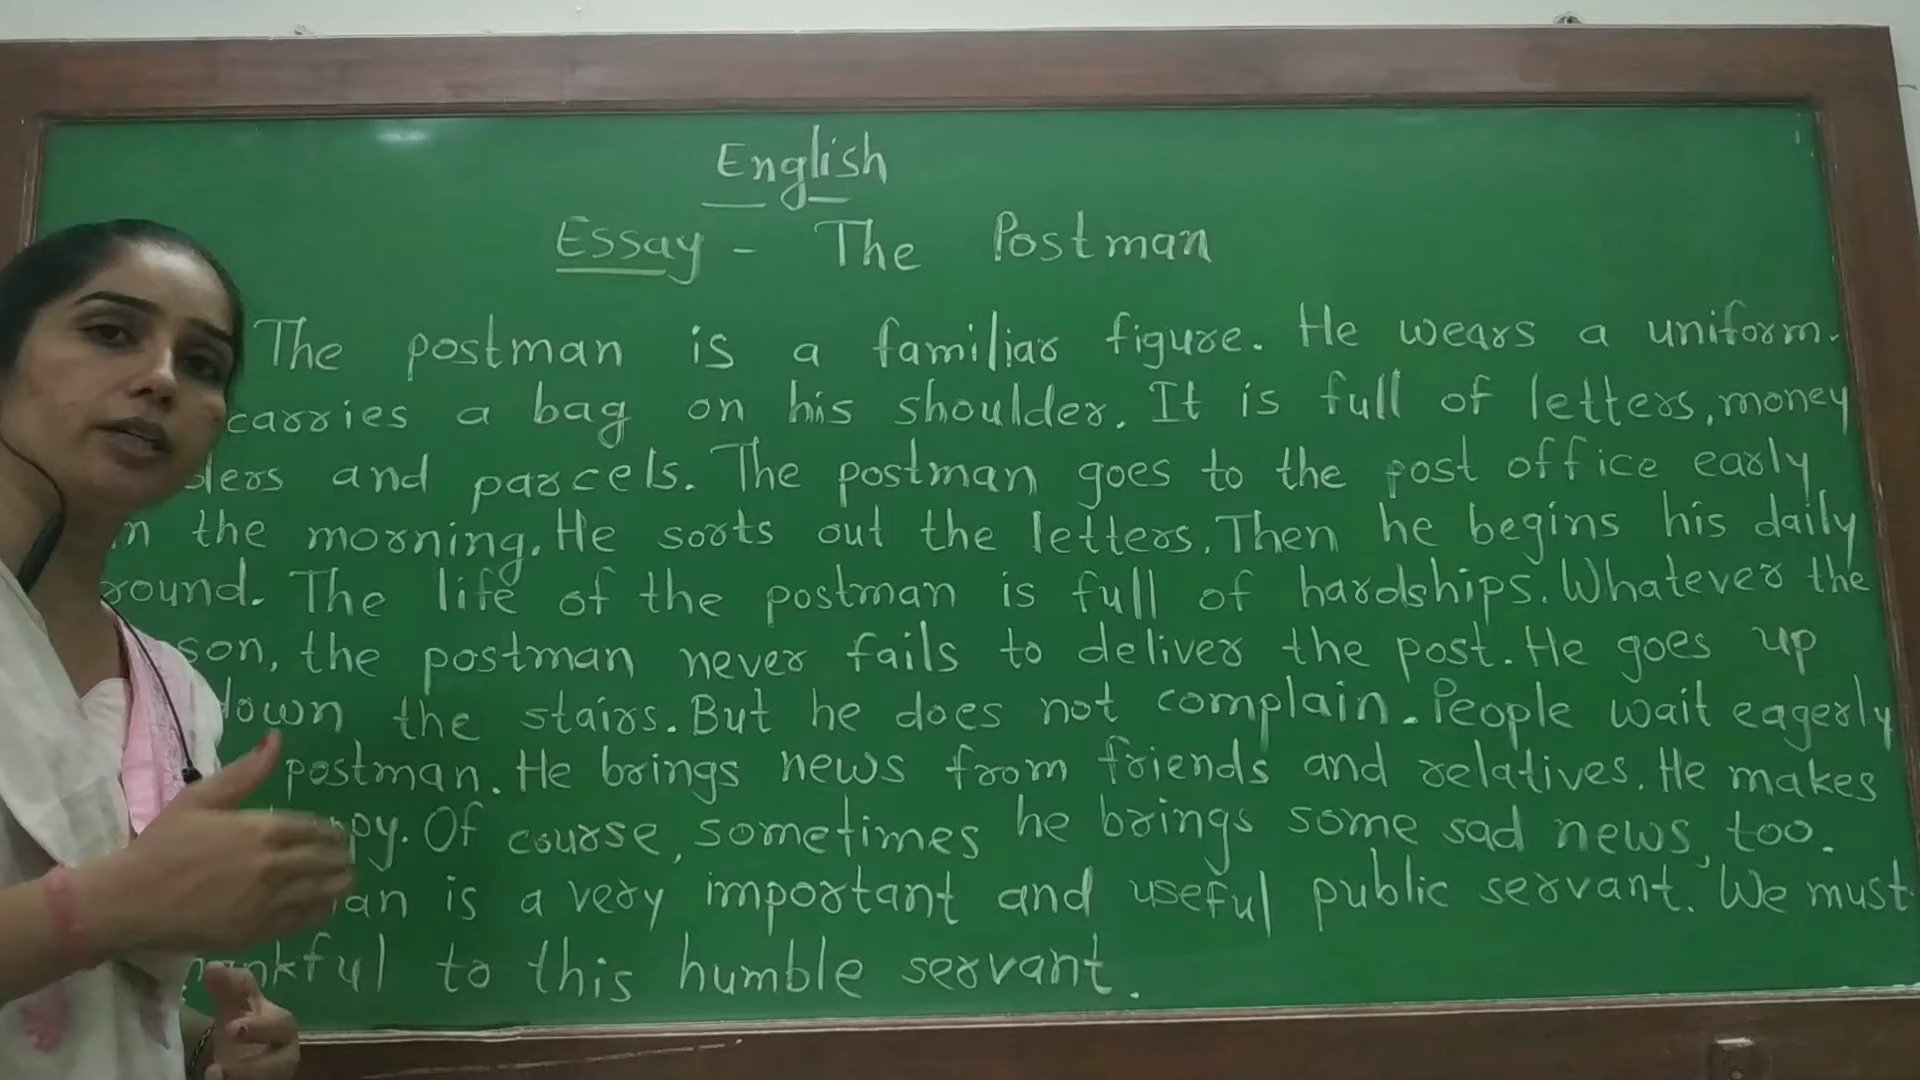 English
Essay - The Postman
The postman is a familiar figure. He wears a uniform.
carries a bag on his shoulder. It is full of letters, money
and parcels. The postman goes to the post office early
the morning. He sorts out the letters. Then he begins his daily
round. The life of the postman is full of hardships. Whatever the
the postman never fails to deliver the post. He goes up
down the stairs. But he does not complain. People wait eagerly
postman. He brings news from friends and relatives. He makes
Of course, sometimes he brings some sad news, too.
is a very important and useful public servant. We must
to this humble servant.